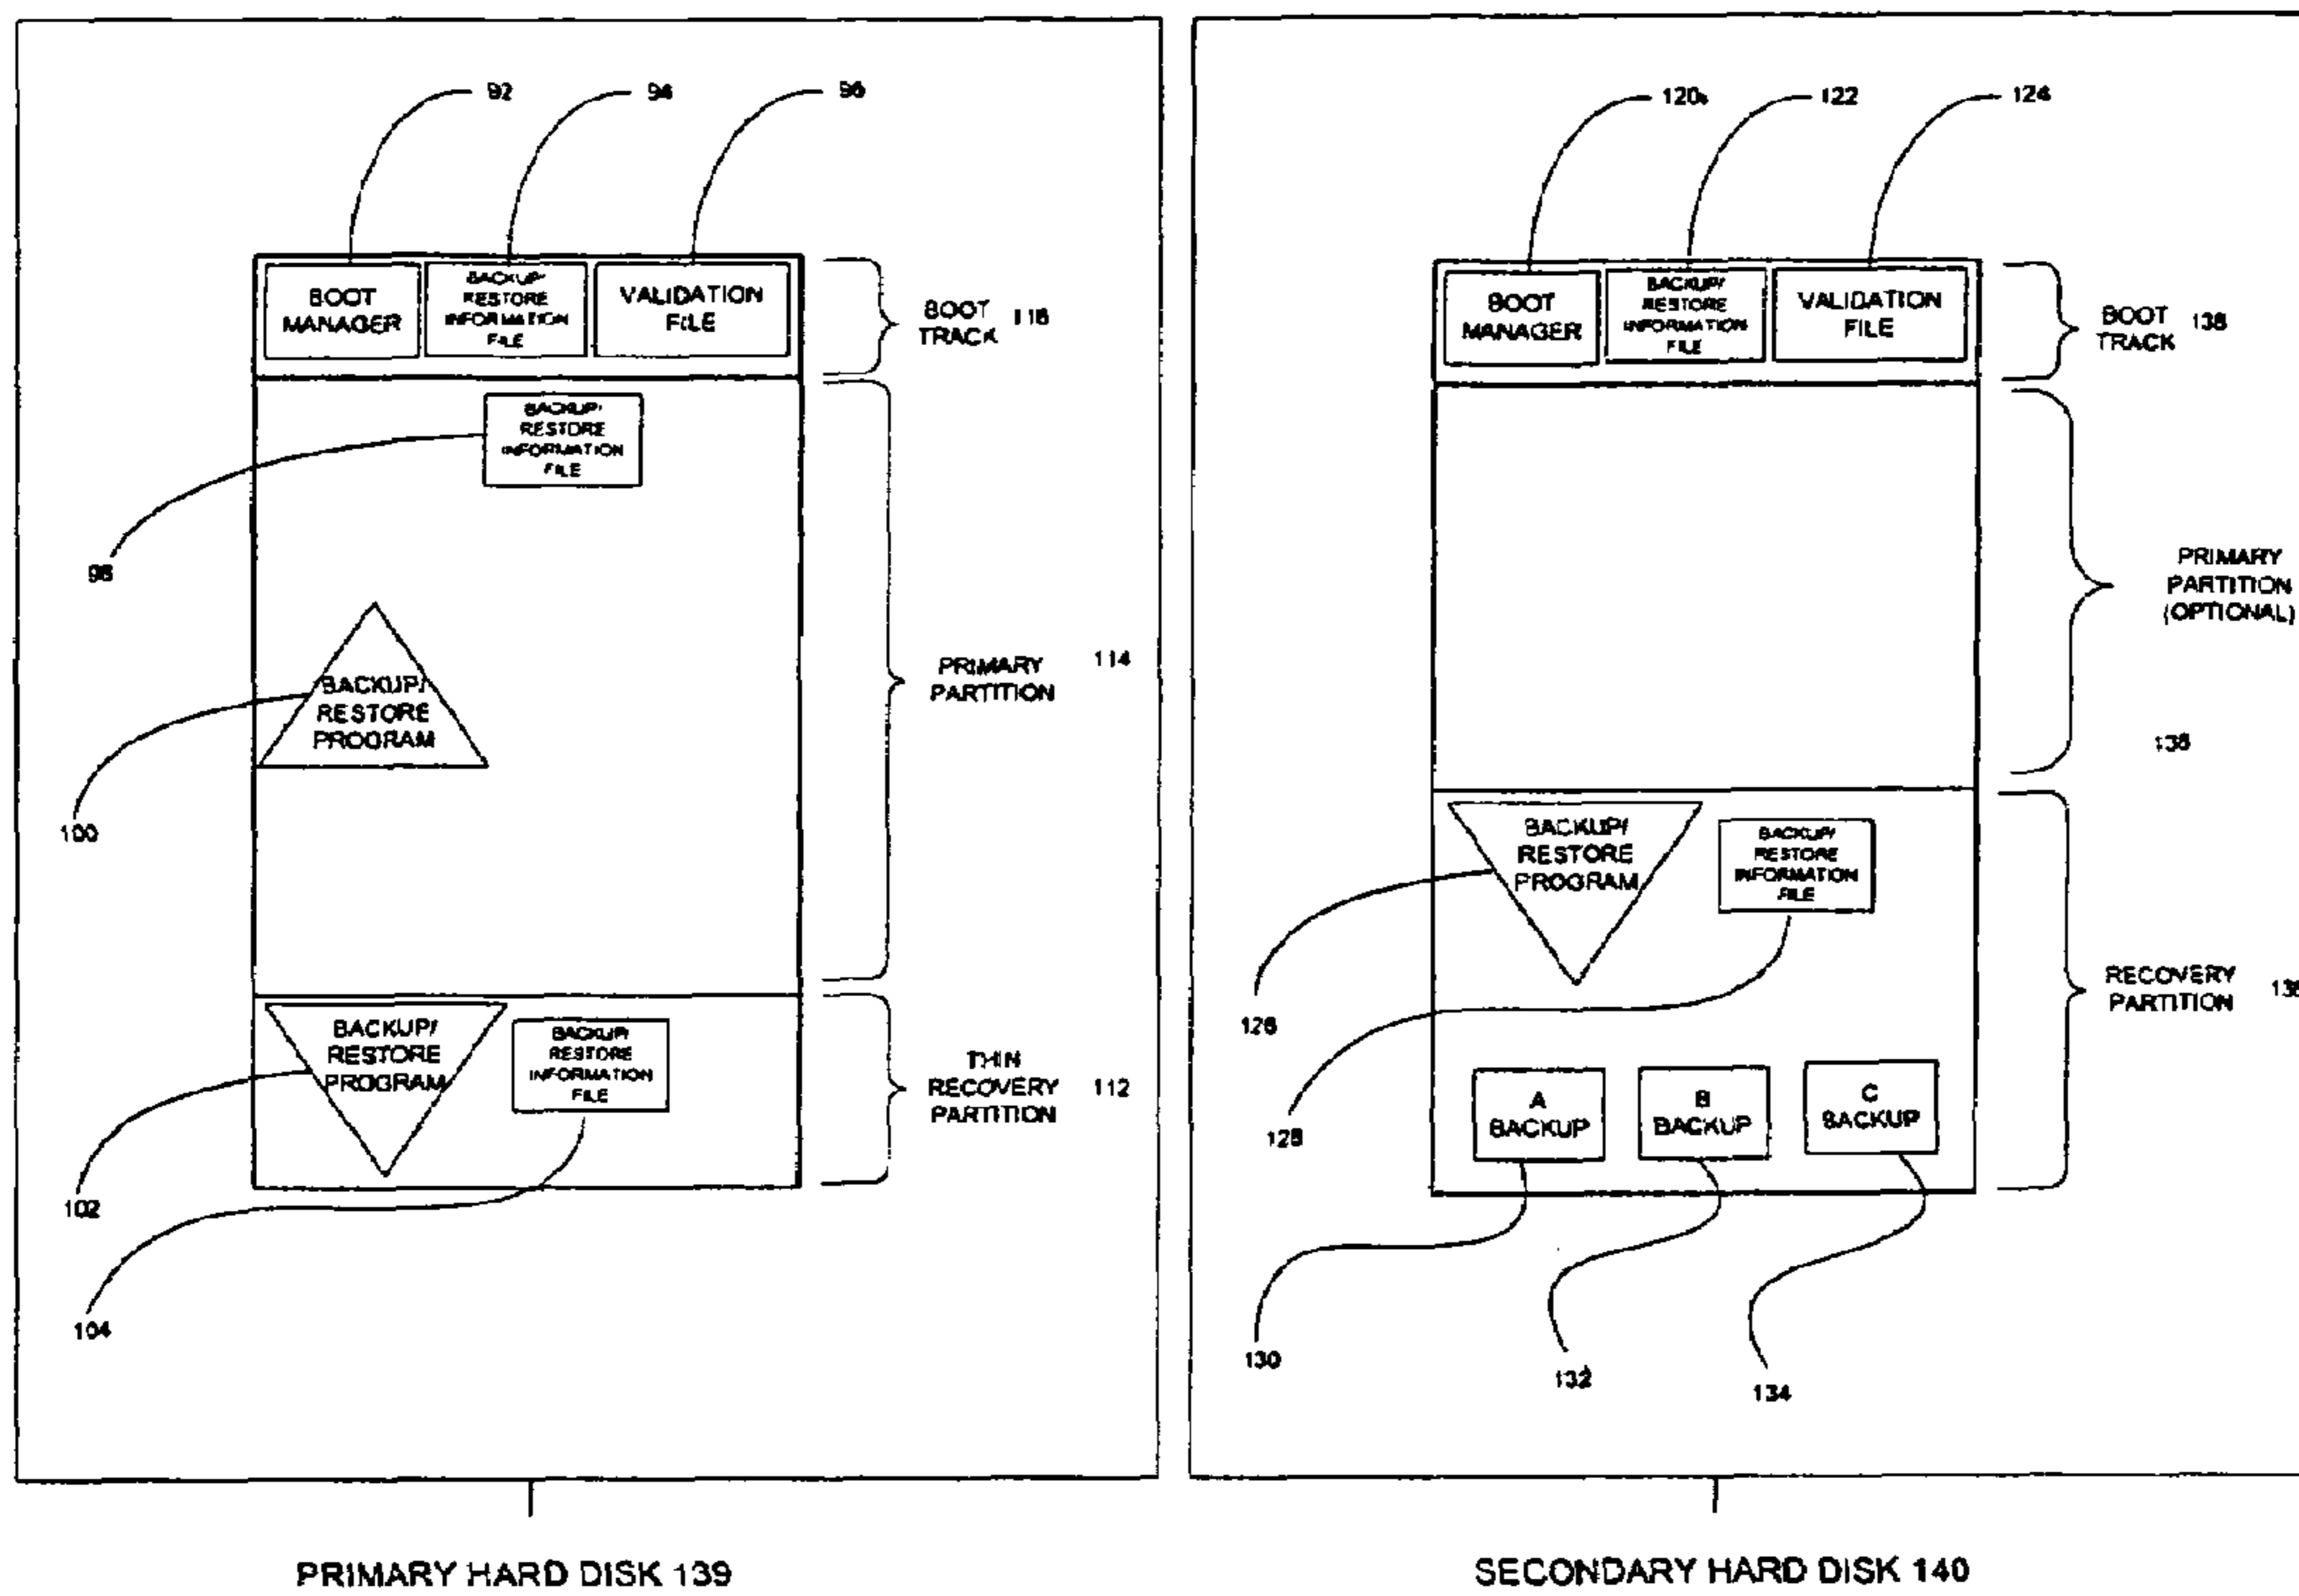 92
94
96
BOOT
MANAGER
BACKUP/
RESTORE
INFORMATION
FILE
VALIDATION
FILE
BOOT
TRACK
116
BACKUP/
RESTORE
INFORMATION
FILE
98
BACKUP/
RESTORE
PROGRAM
100
PRIMARY
PARTITION
114
BACKUP/
RESTORE
PROGRAM
BACKUP/
RESTORE
INFORMATION
FILE
THIN
RECOVERY
PARTITION
112
102
104
PRIMARY HARD DISK 139
122
124
BOOT
MANAGER
BACKUP/
RESTORE
INFORMATION
FILE
VALIDATION
FILE
BOOT
TRACK
138
PRIMARY
PARTITION
(OPTIONAL)
BACKUP/
RESTORE
PROGRAM
BACKUP/
RESTORE
INFORMATION
FILE
RECOVERY
PARTITION
126
128
A
BACKUP
B
BACKUP
C
BACKUP
130
132
134
SECONDARY HARD DISK 140